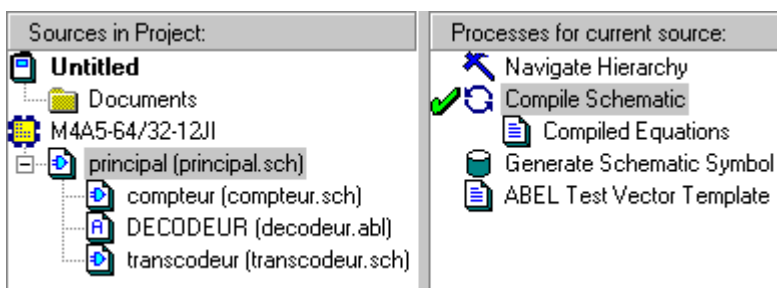 Sources in Project:
Untitled
Documents
M4A5-64/32-12JI
principal (principal.sch)
compteur (compteur.sch)
DECODEUR (decodeur.abl)
transcodeur (transcodeur.sch)
Processes for current source:
Navigate Hierarchy
Compile Schematic
Compiled Equations
Generate Schematic Symbol
ABEL Test Vector Template